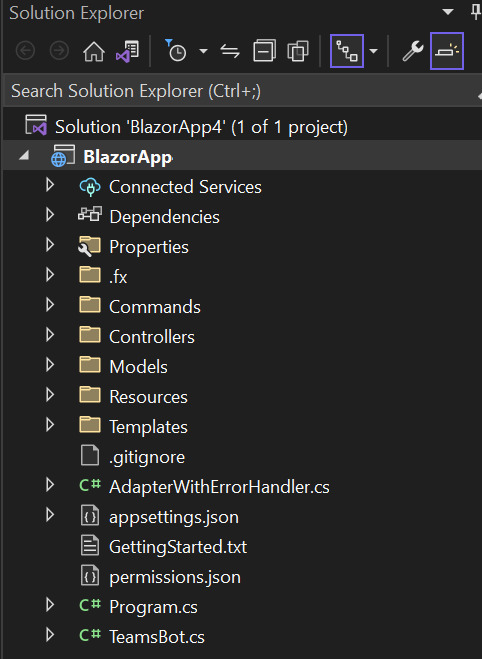 Solution Explorer
Search Solution Explorer (Ctrl+;)
Solution 'BlazorApp4' (1 of 1 project)
BlazorApp
Connected Services
Dependencies
Properties
.fx
Commands
Controllers
Models
Resources
Templates
.gitignore
C# AdapterWithErrorHandler.cs
appsettings.json
GettingStarted.txt
permissions.json
C# Program.cs
C# TeamsBot.cs